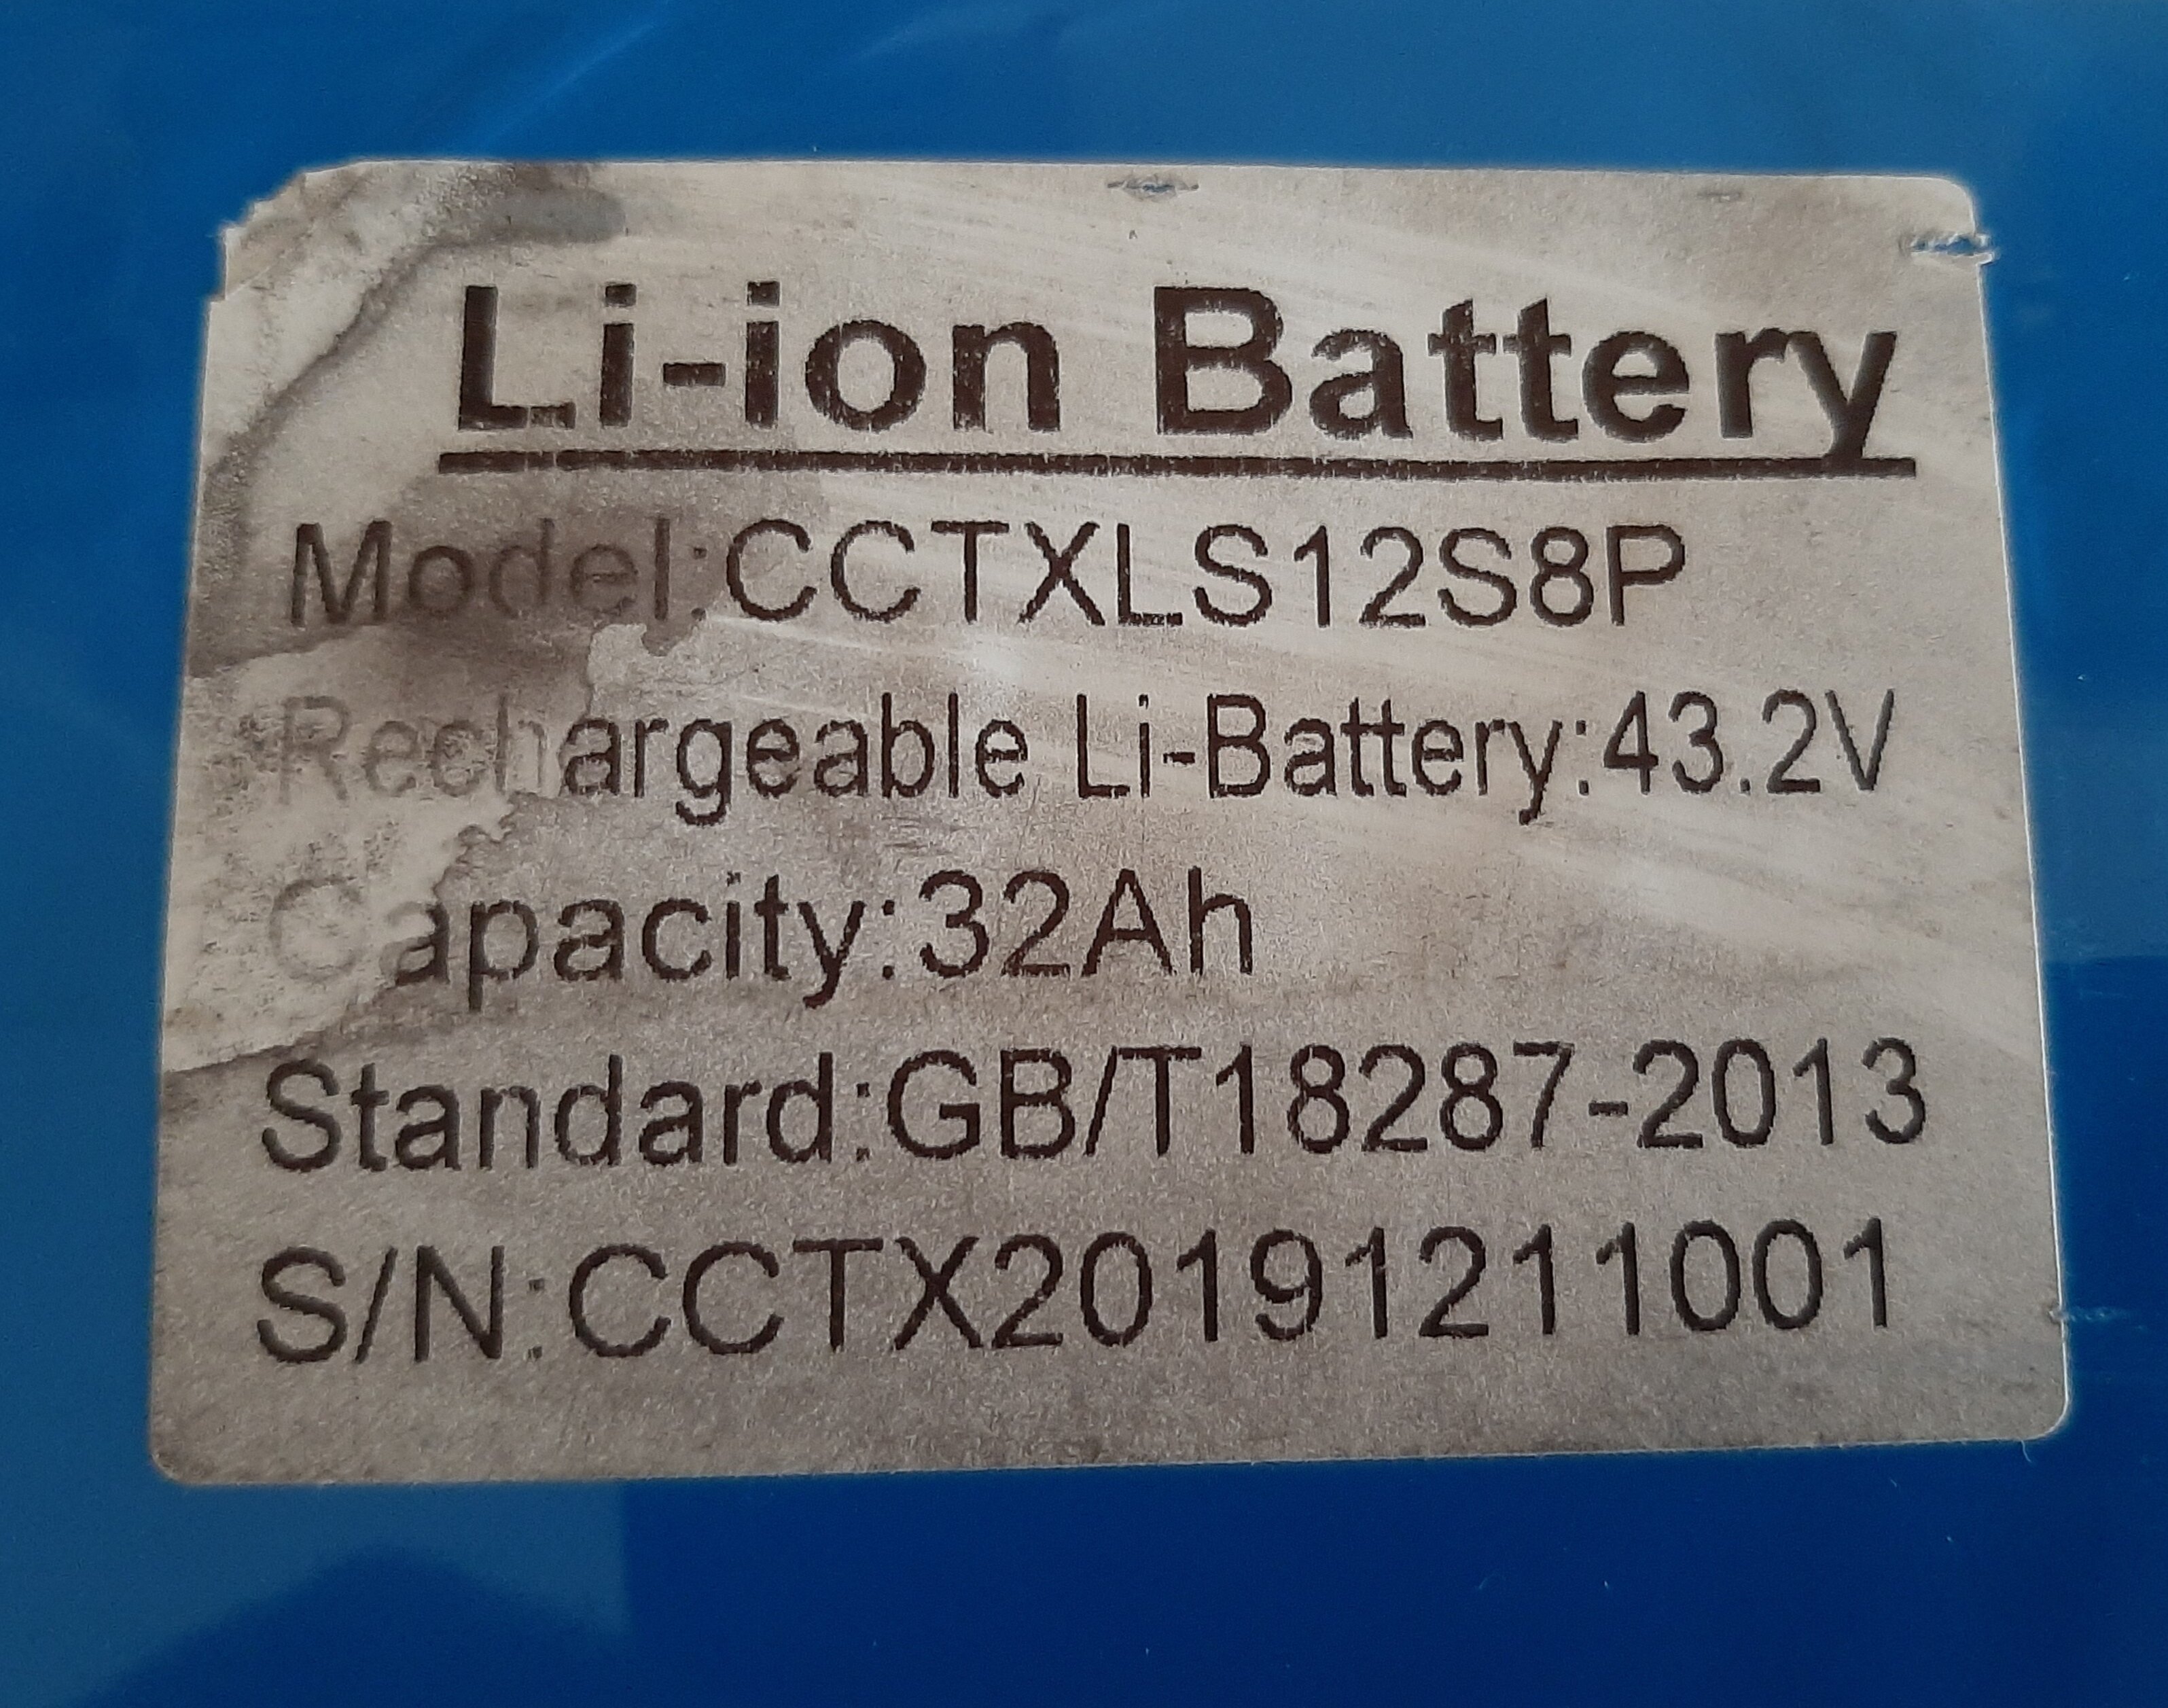 Li-ion Battery
Model:CCTXLS12S8P
Rechargeable Li-Battery:43.2V
Capacity:32Ah
Standard:GB/T18287-2013
S/N:CCTX20191211001